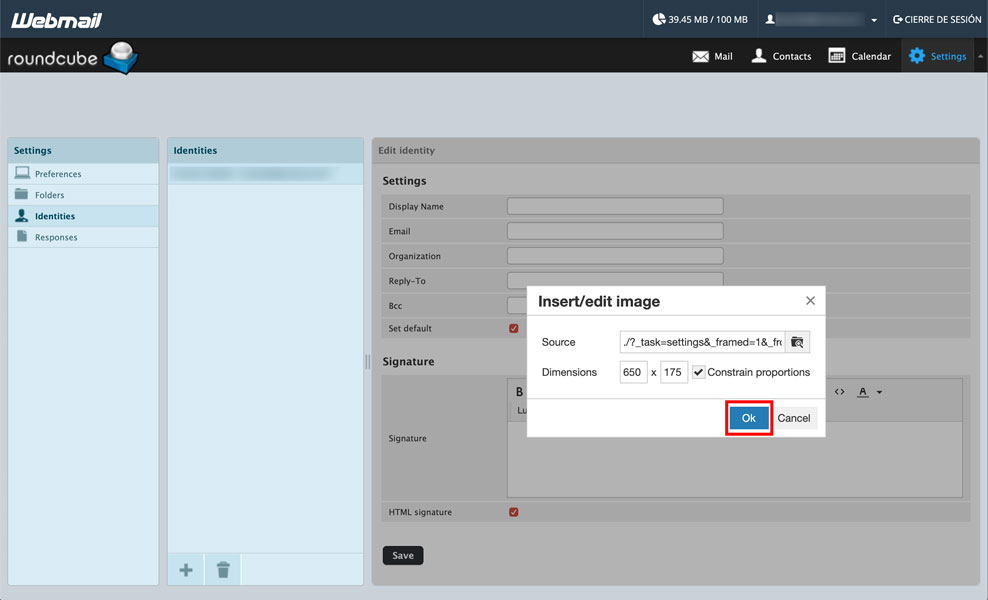 Webmail
39.45 MB / 100 MB
CIERRE DE SESIÓN
roundcube
Mail
Contacts
Calendar
Settings
Settings
Preferences
Folders
Identities
Responses
Identities
Edit identity
Settings
Display Name
Email
Organization
Reply-To
Bcc
Set default
Insert/edit image
Source
./?_task=settings&_framed=1&_fr
Dimensions
650 x 175
Constrain proportions
Ok
Cancel
Signature
B
A
Lu
Signature
HTML signature
Save